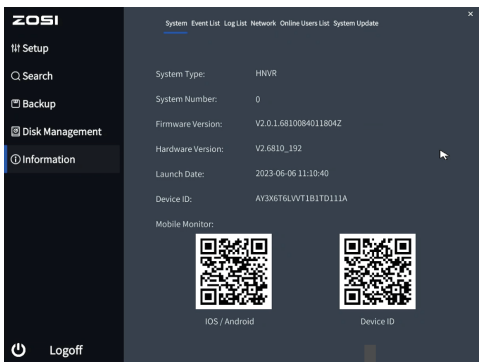 ZOSI
System Event List Log List Network Online Users List System Update
Setup
Search
Backup
Disk Management
Information
Logoff
System Type: HNVR
System Number: 0
Firmware Version: V2.0.1.6810084011804Z
Hardware Version: V2.6810_192
Launch Date: 2023-06-06 11:10:40
Device ID: AY3X6T6LVVT1B1TD111A
Mobile Monitor:
IOS / Android Device ID